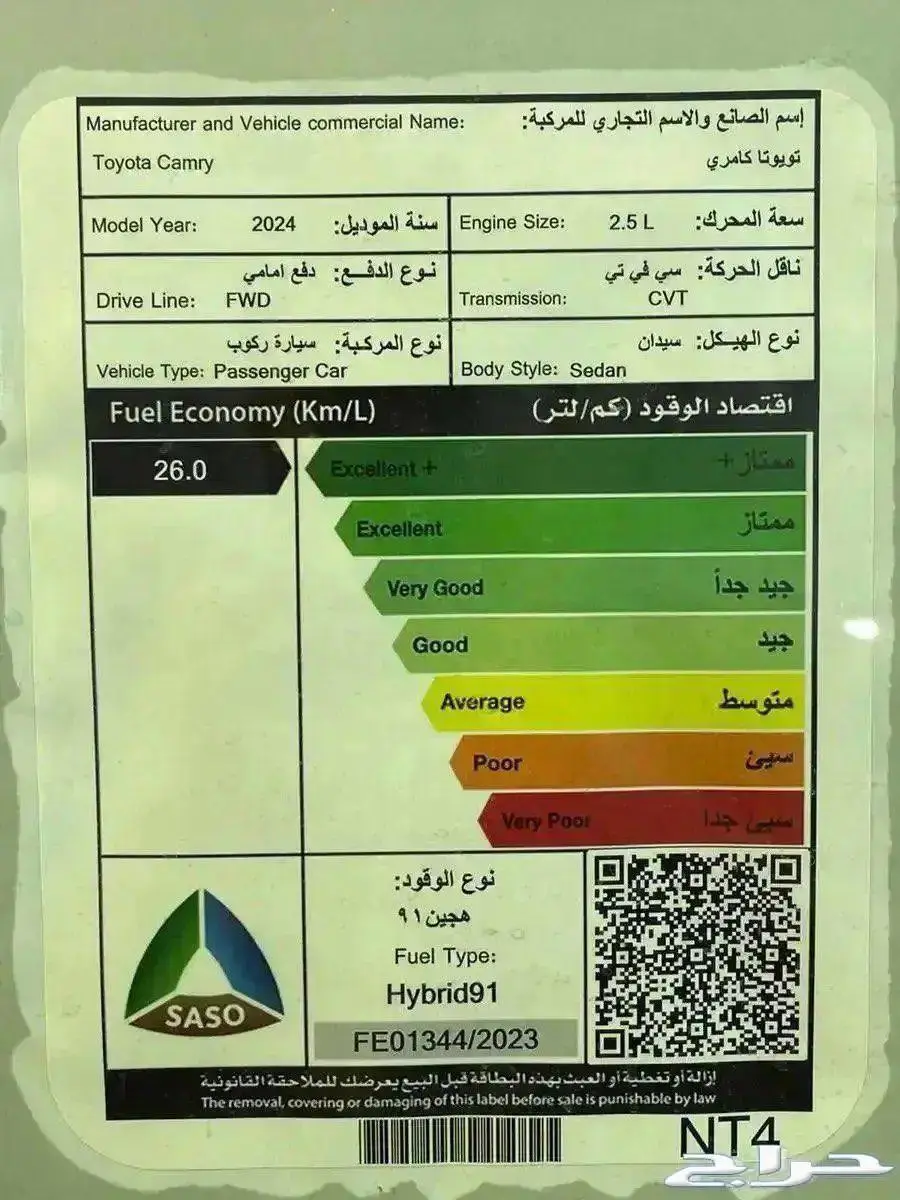 Manufacturer and Vehicle commercial Name: إسم الصانع والاسم التجاري للمركبة:
Toyota Camry تويوتا كامري
Model Year: 2024 سنة الموديل:
Engine Size: 2.5 L سعة المحرك:
نوع الدفـــع: دفع امامي
Drive Line: FWD
ناقل الحركة: سي في تي
Transmission: CVT
نوع المركبة: سيارة ركوب
Vehicle Type: Passenger Car
نوع الهيــكل: سيدان
Body Style: Sedan
Fuel Economy (Km/L) اقتصاد الوقود (كم/لتر)
26.0
Excellent + ممتاز+
Excellent ممتاز
Very Good جيد جداً
Good جيد
Average متوسط
Poor سيئ
Very Poor سيئ جدا
SASO
نوع الوقود:
هجين٩١
Fuel Type:
Hybrid91
FE01344/2023
إزالة أو تغطية أو العبث بهذه البطاقة قبل البيع يعرضك للملاحقة القانونية
The removal, covering or damaging of this label before sale is punishable by law
NT4
حراج